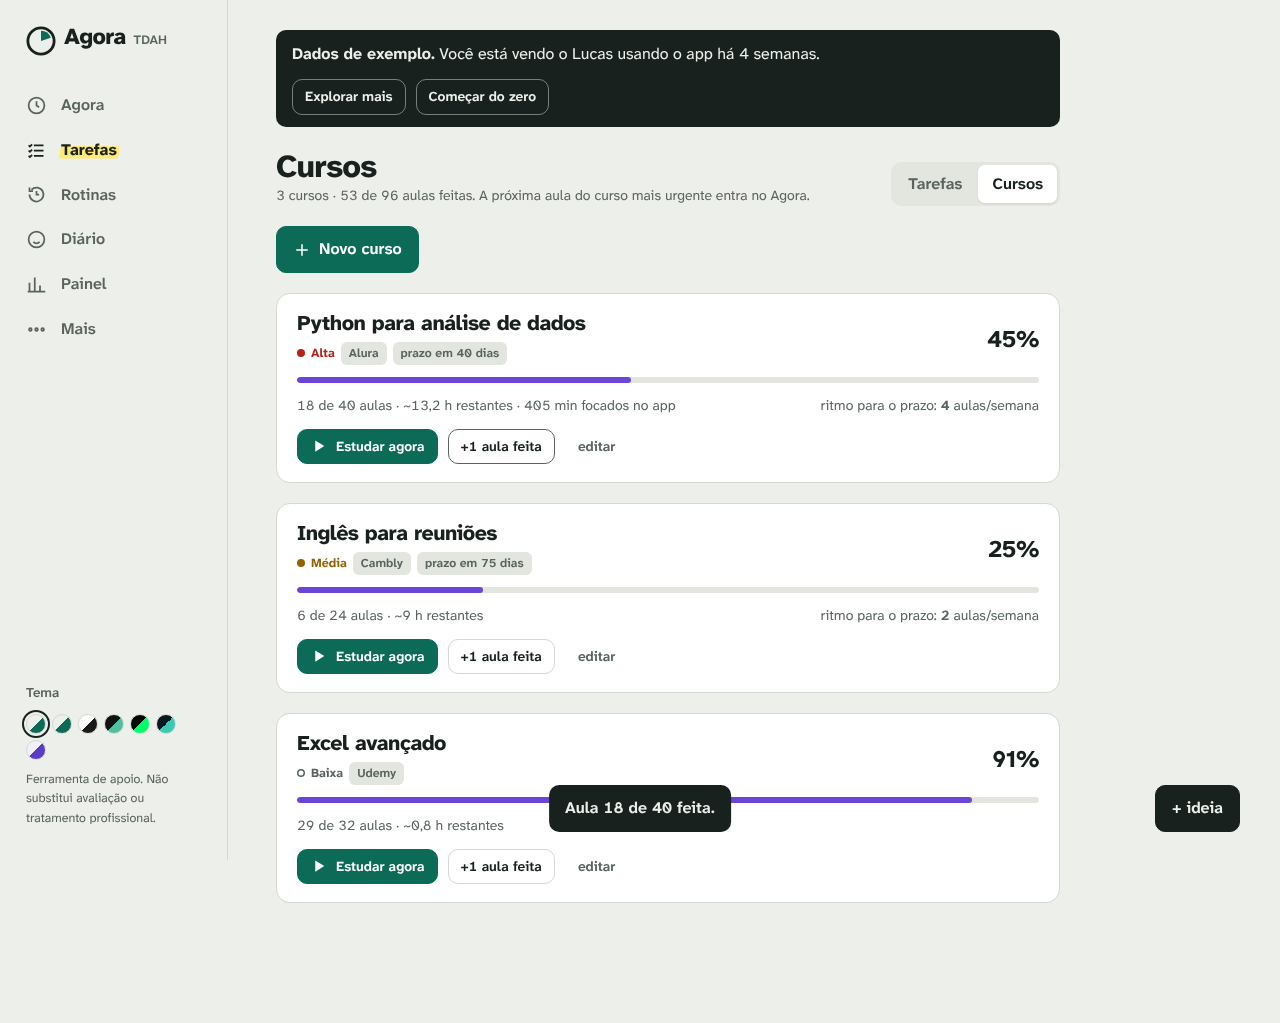 Agora TDAH
Agora
Tarefas
Rotinas
Diário
Painel
Mais
Tema
Ferramenta de apoio. Não
substitui avaliação ou
tratamento profissional.
Dados de exemplo. Você está vendo o Lucas usando o app há 4 semanas.
Explorar mais
Começar do zero
Cursos
3 cursos · 53 de 96 aulas feitas. A próxima aula do curso mais urgente entra no Agora.
Tarefas
Cursos
+ Novo curso
Python para análise de dados
45%
Alta
Alura
prazo em 40 dias
18 de 40 aulas · ~13,2 h restantes · 405 min focados no app
ritmo para o prazo: 4 aulas/semana
Estudar agora
+1 aula feita
editar
Inglês para reuniões
25%
Média
Cambly
prazo em 75 dias
6 de 24 aulas · ~9 h restantes
ritmo para o prazo: 2 aulas/semana
Estudar agora
+1 aula feita
editar
Excel avançado
91%
Baixa
Udemy
Aula 18 de 40 feita.
+ ideia
29 de 32 aulas · ~0,8 h restantes
Estudar agora
+1 aula feita
editar